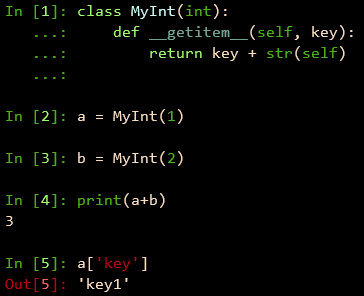 In [1]: class MyInt(int):
   ...:     def __getitem__(self, key):
   ...:         return key + str(self)
   ...:
In [2]: a = MyInt(1)
In [3]: b = MyInt(2)
In [4]: print(a+b)
3
In [5]: a['key']
Out[5]: 'key1'